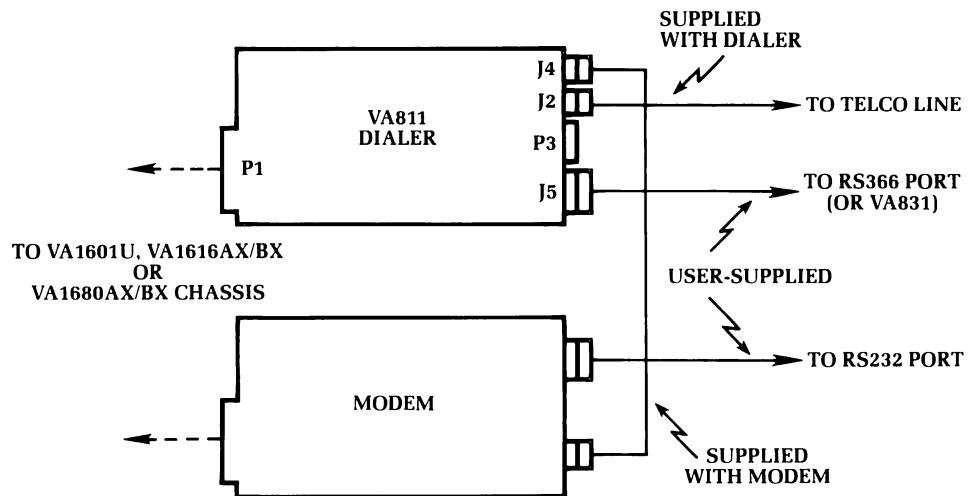 SUPPLIED
WITH DIALER
J4
J2
TO TELCO LINE
VA811
DIALER
P3
P1
J5
TO RS366 PORT
(OR VA831)
TO VA1601U, VA1616AX/BX
OR
VA1680AX/BX CHASSIS
USER-SUPPLIED
TO RS232 PORT
MODEM
SUPPLIED
WITH MODEM